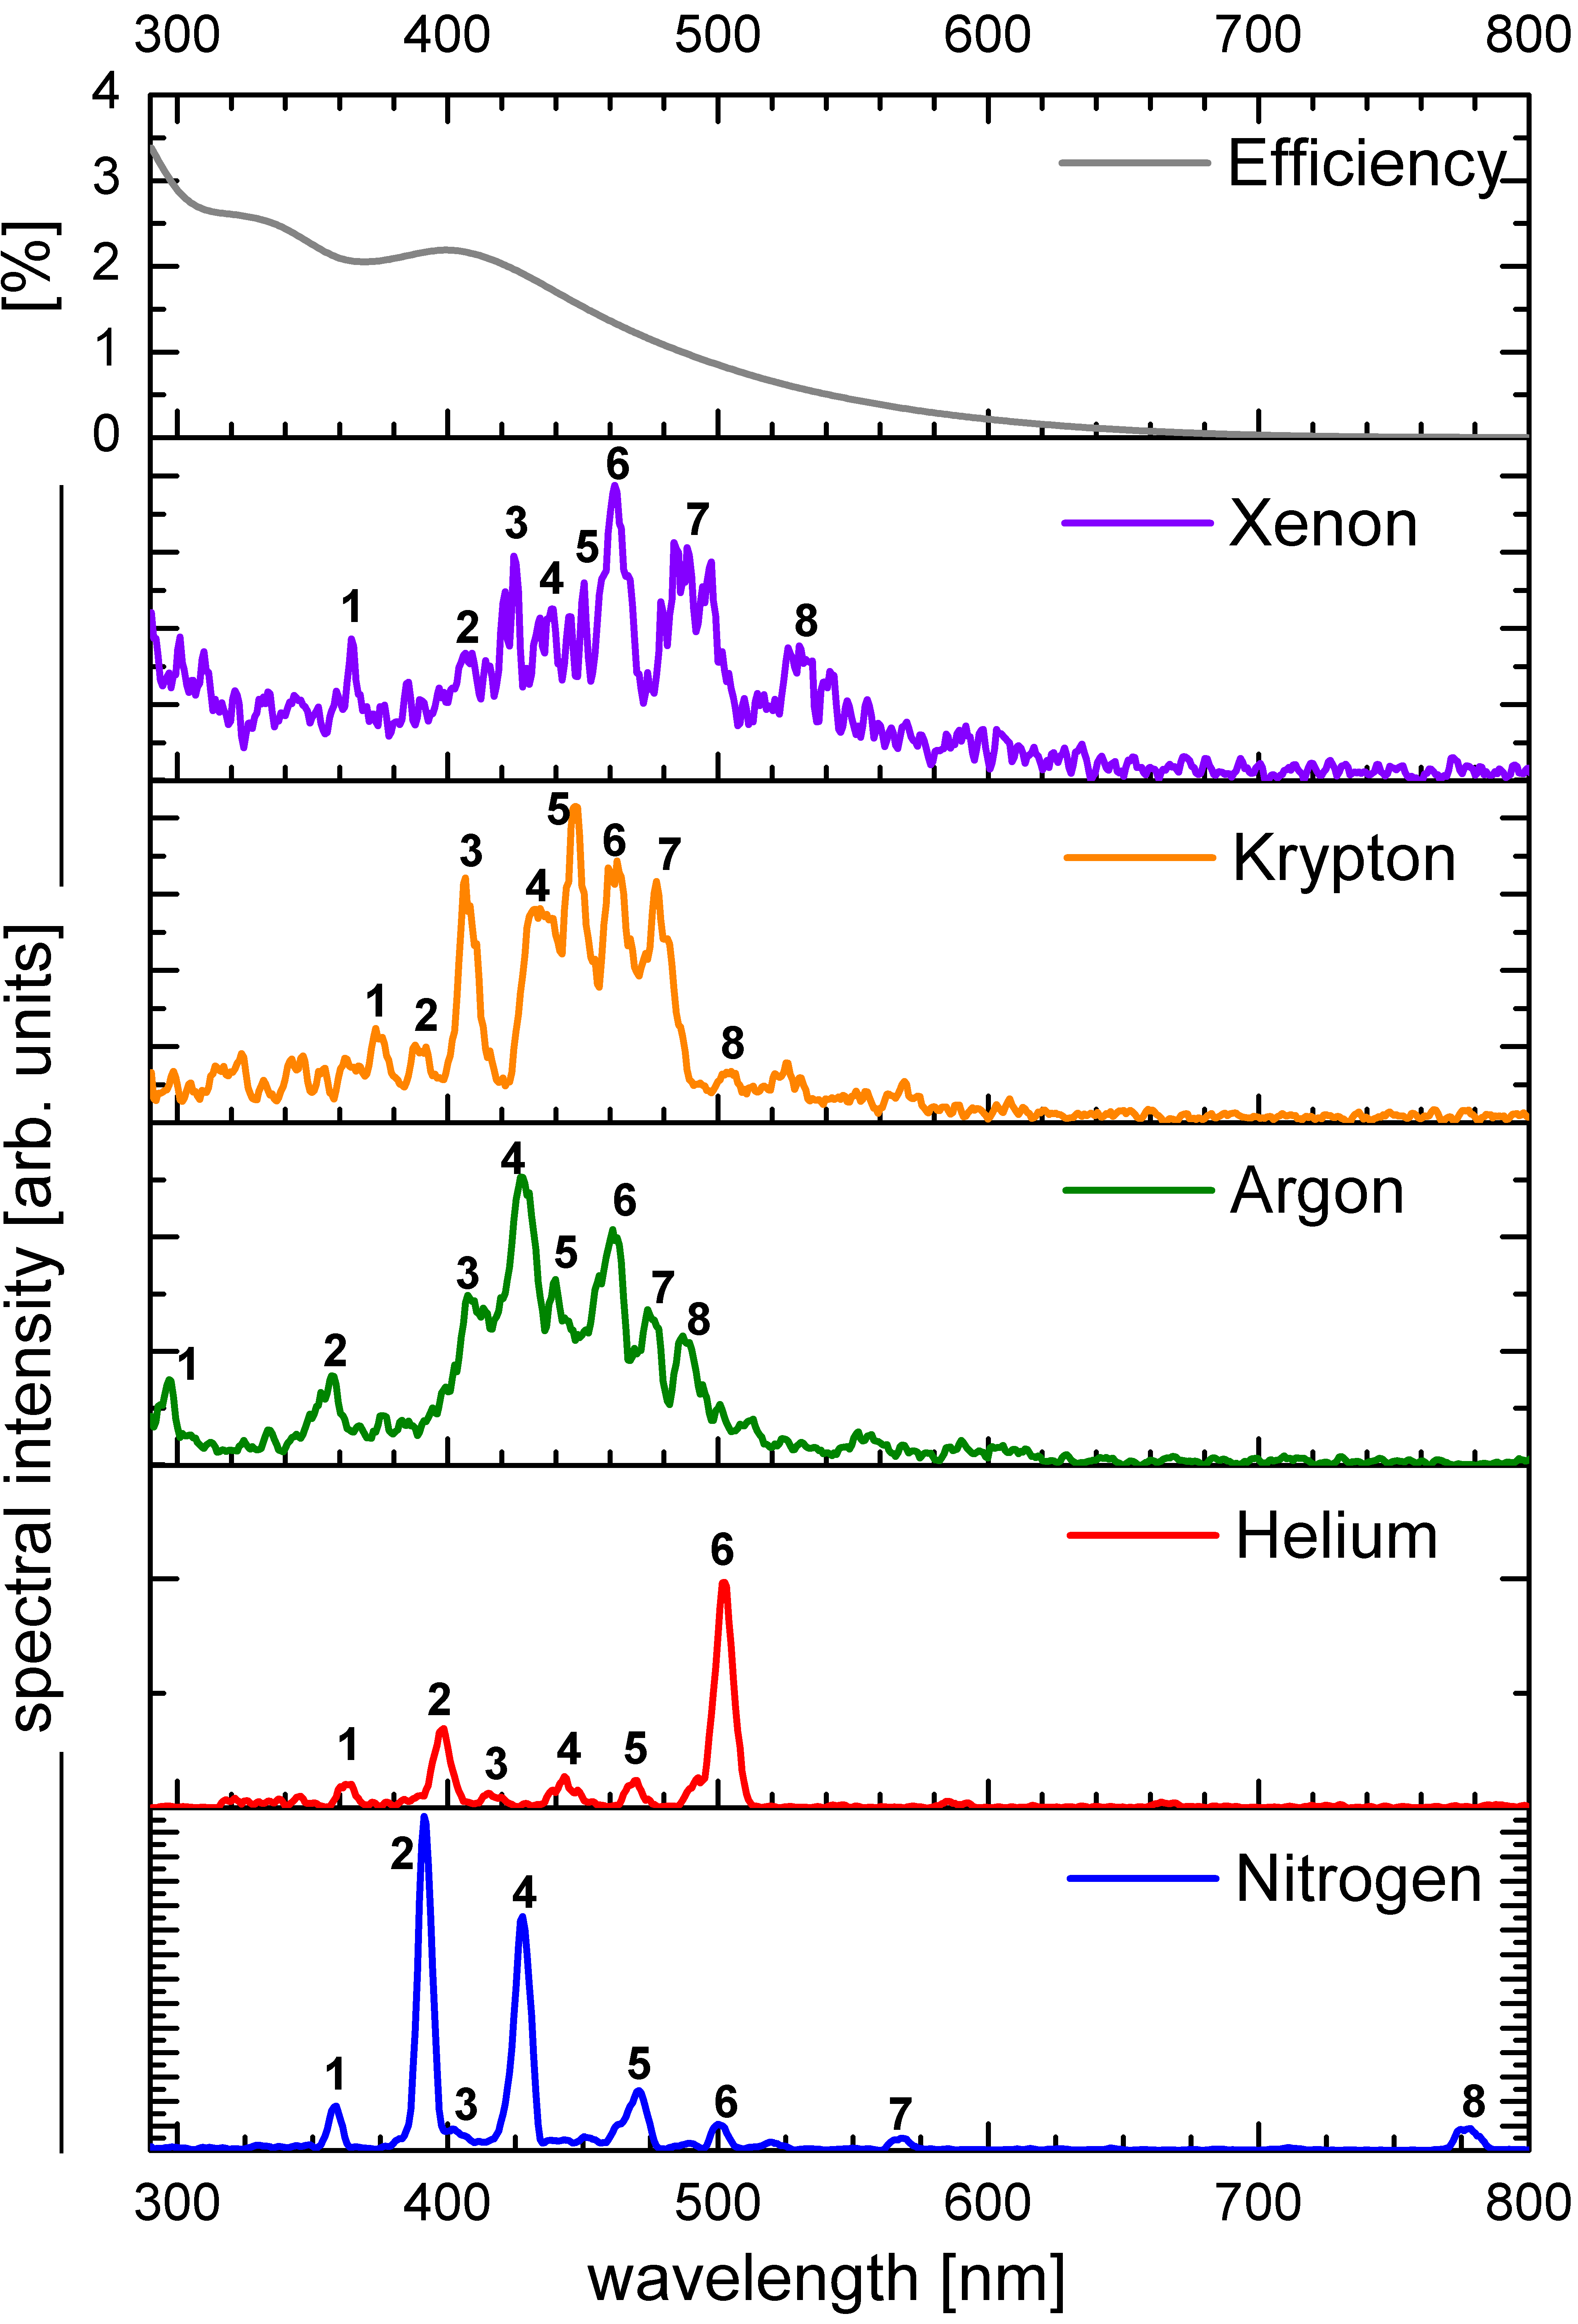 300 400 500 600 700 800
4
3
2
1
0
[%]
Efficiency
spectral intensity [arb. units]
Xenon
1 2 3 4 5 6 7 8
Krypton
1 2 3 4 5 6 7 8
Argon
1 2 3 4 5 6 7 8
Helium
1 2 3 4 5 6
Nitrogen
1 2 3 4 5 6 7 8
300 400 500 600 700 800
wavelength [nm]